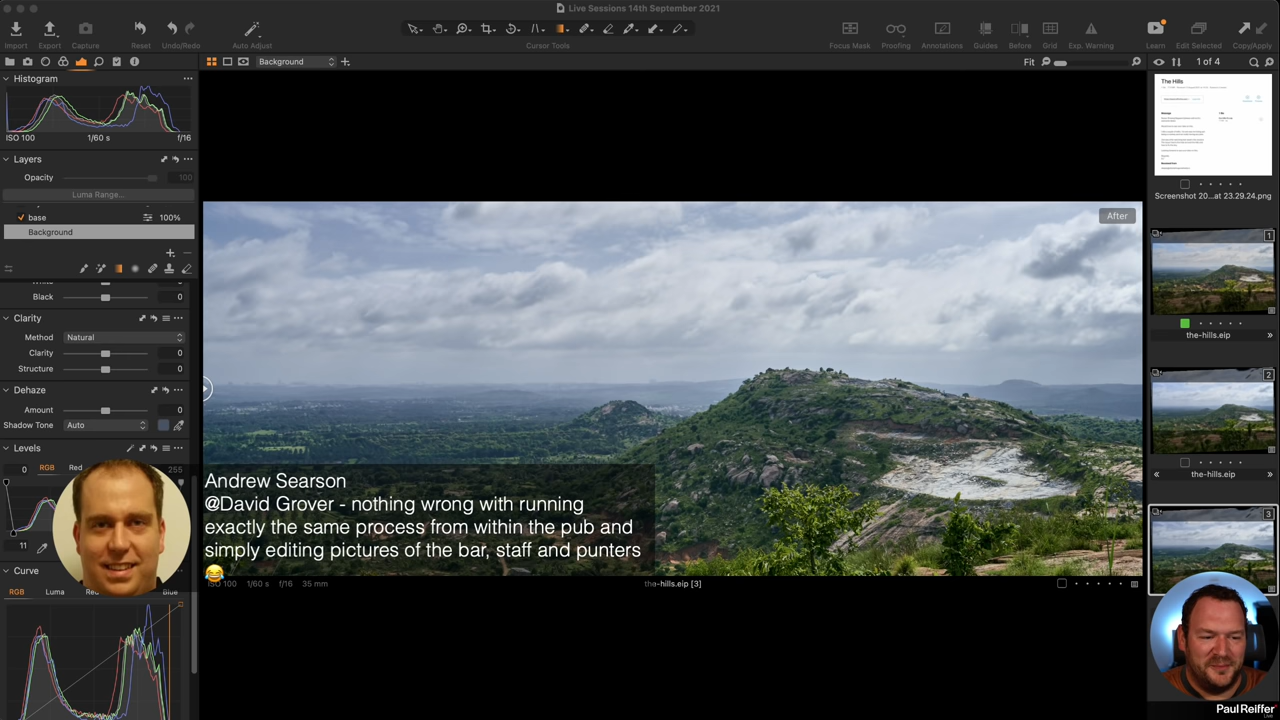 Live Sessions 14th September 2021
Import
Export
Capture
Reset
Undo/Redo
Auto Adjust
Cursor Tools
Focus Mask
Proofing
Annotations
Guides
Before
Grid
Exp. Warning
Learn
Edit Selected
Copy/Apply
Background
Fit
1 of 4
Histogram
ISO 100 1/60 s f/16
Layers
Opacity 100
Luma Range...
base 100%
Background
Black 0
Clarity
Method Natural
Clarity 0
Structure 0
Dehaze
Amount 0
Shadow Tone Auto
Levels
0 RGB Red 255
11
Curve
RGB Luma Red Blue
After
Andrew Searson
@David Grover - nothing wrong with running
exactly the same process from within the pub and
simply editing pictures of the bar, staff and punters
😂
ISO 100 1/60 s f/16 35 mm
the-hills.eip [3]
The Hills
Screenshot 20...at 23.29.24.png
1
the-hills.eip
2
the-hills.eip
3
Paul Reiffer
Live